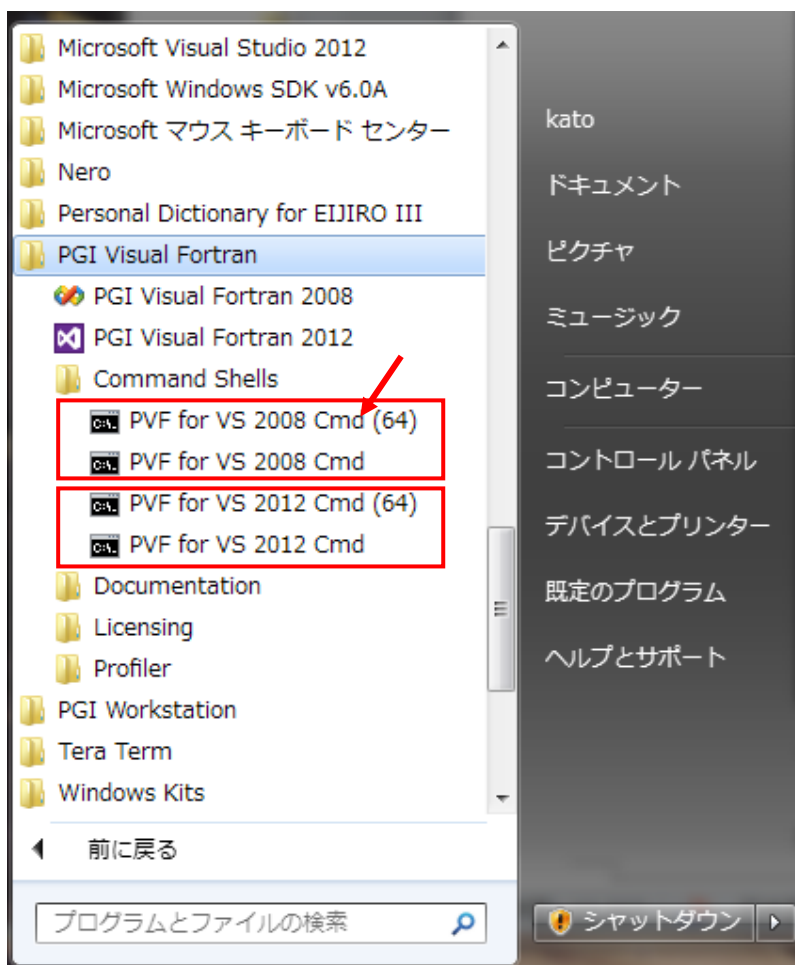 Microsoft Visual Studio 2012
Microsoft Windows SDK v6.0A
Microsoft マウス キーボード センター
Nero
Personal Dictionary for EIJIRO III
PGI Visual Fortran
PGI Visual Fortran 2008
PGI Visual Fortran 2012
Command Shells
PVF for VS 2008 Cmd (64)
PVF for VS 2008 Cmd
PVF for VS 2012 Cmd (64)
PVF for VS 2012 Cmd
Documentation
Licensing
Profiler
PGI Workstation
Tera Term
Windows Kits
前に戻る
プログラムとファイルの検索
kato
ドキュメント
ピクチャ
ミュージック
コンピューター
コントロール パネル
デバイスとプリンター
既定のプログラム
ヘルプとサポート
シャットダウン